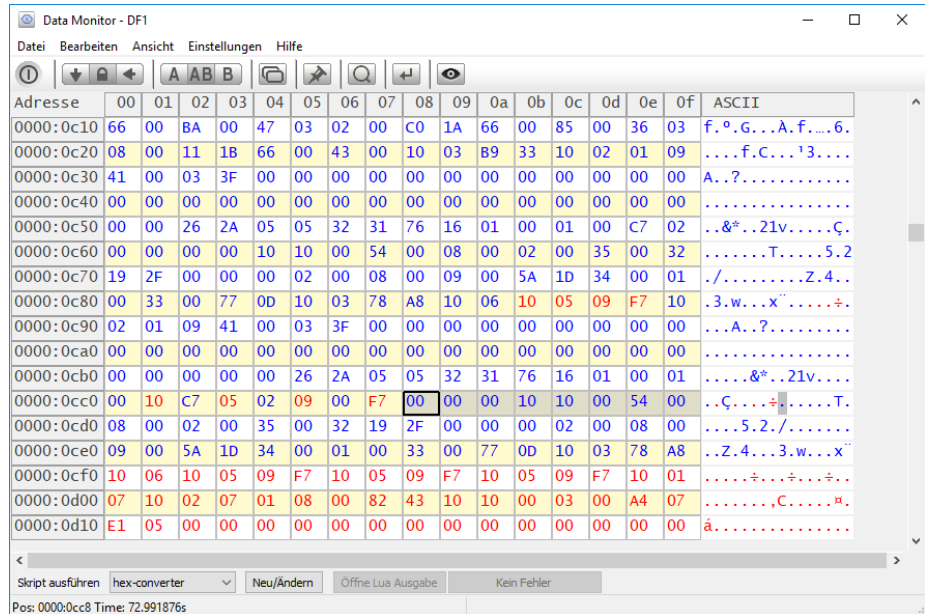 Data Monitor - DF1
Datei Bearbeiten Ansicht Einstellungen Hilfe
A AB B
Adresse 00 01 02 03 04 05 06 07 08 09 0a 0b 0c 0d 0e 0f ASCII
0000:0c10 66 00 BA 00 47 03 02 00 C0 1A 66 00 85 00 36 03 f.º.G...À.f.….6.
0000:0c20 08 00 11 1B 66 00 43 00 10 03 B9 33 10 02 01 09 ....f.C...¹3....
0000:0c30 41 00 03 3F 00 00 00 00 00 00 00 00 00 00 00 00 A..?............
0000:0c40 00 00 00 00 00 00 00 00 00 00 00 00 00 00 00 00 ................
0000:0c50 00 00 26 2A 05 05 32 31 76 16 01 00 01 00 C7 02 ..&*..21v.....Ç.
0000:0c60 00 00 00 00 10 10 00 54 00 08 00 02 00 35 00 32 .......T.....5.2
0000:0c70 19 2F 00 00 00 02 00 08 00 09 00 5A 1D 34 00 01 ./.........Z.4..
0000:0c80 00 33 00 77 0D 10 03 78 A8 10 06 10 05 09 F7 10 .3.w...x¨.....÷.
0000:0c90 02 01 09 41 00 03 3F 00 00 00 00 00 00 00 00 00 ...A..?.........
0000:0ca0 00 00 00 00 00 00 00 00 00 00 00 00 00 00 00 00 ................
0000:0cb0 00 00 00 00 00 26 2A 05 05 32 31 76 16 01 00 01 .....&*..21v....
0000:0cc0 00 10 C7 05 02 09 00 F7 00 00 00 10 10 00 54 00 ..Ç....÷......T.
0000:0cd0 08 00 02 00 35 00 32 19 2F 00 00 00 02 00 08 00 ....5.2./.......
0000:0ce0 09 00 5A 1D 34 00 01 00 33 00 77 0D 10 03 78 A8 ..Z.4...3.w...x¨
0000:0cf0 10 06 10 05 09 F7 10 05 09 F7 10 05 09 F7 10 01 .....÷...÷...÷..
0000:0d00 07 10 02 07 01 08 00 82 43 10 10 00 03 00 A4 07 .......‚C.....¤.
0000:0d10 E1 05 00 00 00 00 00 00 00 00 00 00 00 00 00 00 á...............
Skript ausführen hex-converter Neu/Ändern Öffne Lua Ausgabe Kein Fehler
Pos: 0000:0cc8 Time: 72.991876s